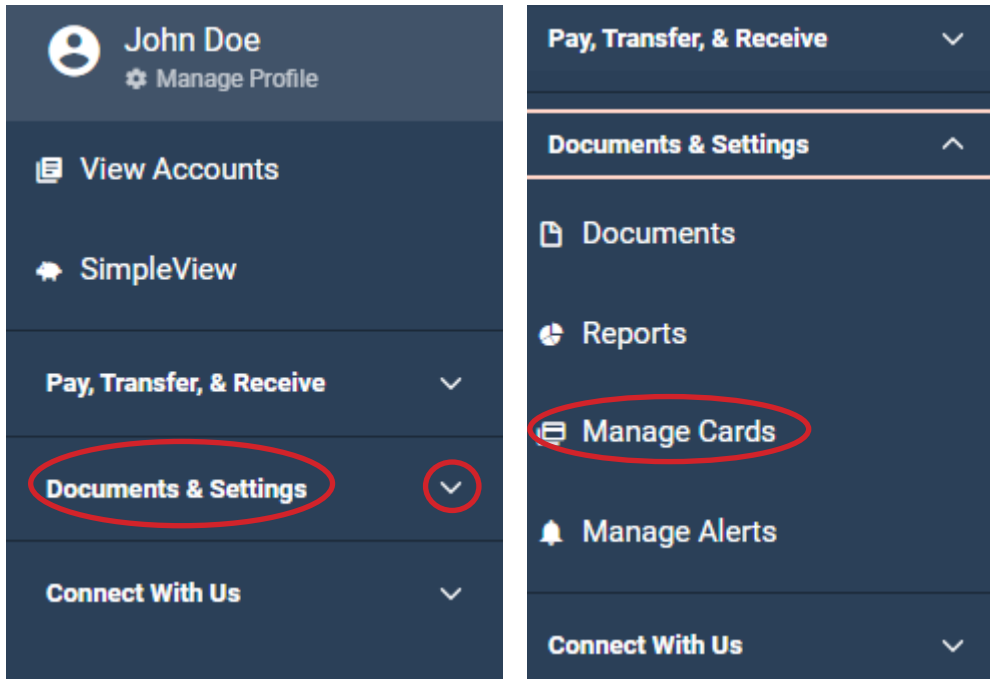 John Doe
Manage Profile
View Accounts
SimpleView
Pay, Transfer, & Receive
Documents & Settings
Connect With Us
Pay, Transfer, & Receive
Documents & Settings
Documents
Reports
Manage Cards
Manage Alerts
Connect With Us